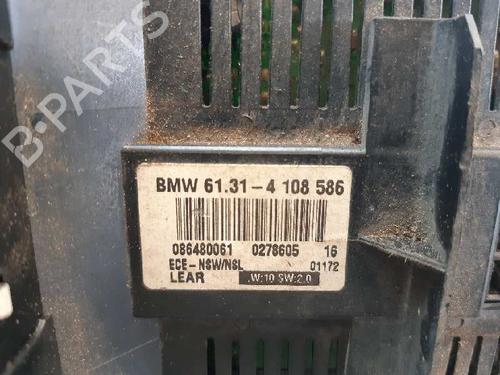 B-PARTS
BMW 61.31-4 108 586
086480061 0278605 16
ECE-NSW/NSL 01172
LEAR .W:10 SW:2.0